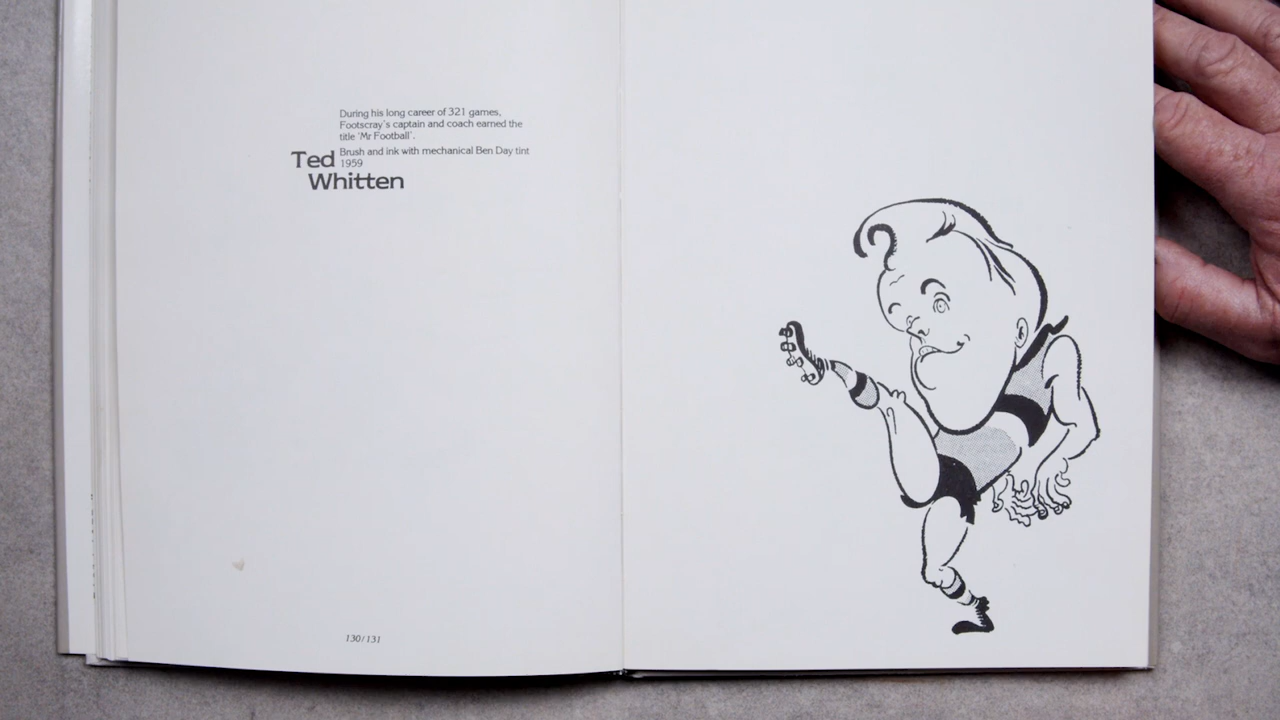 During his long career of 321 games,
Footscray's captain and coach earned the
title 'Mr Football'.
Brush and ink with mechanical Ben Day tint
1959
Ted
Whitten
130/131